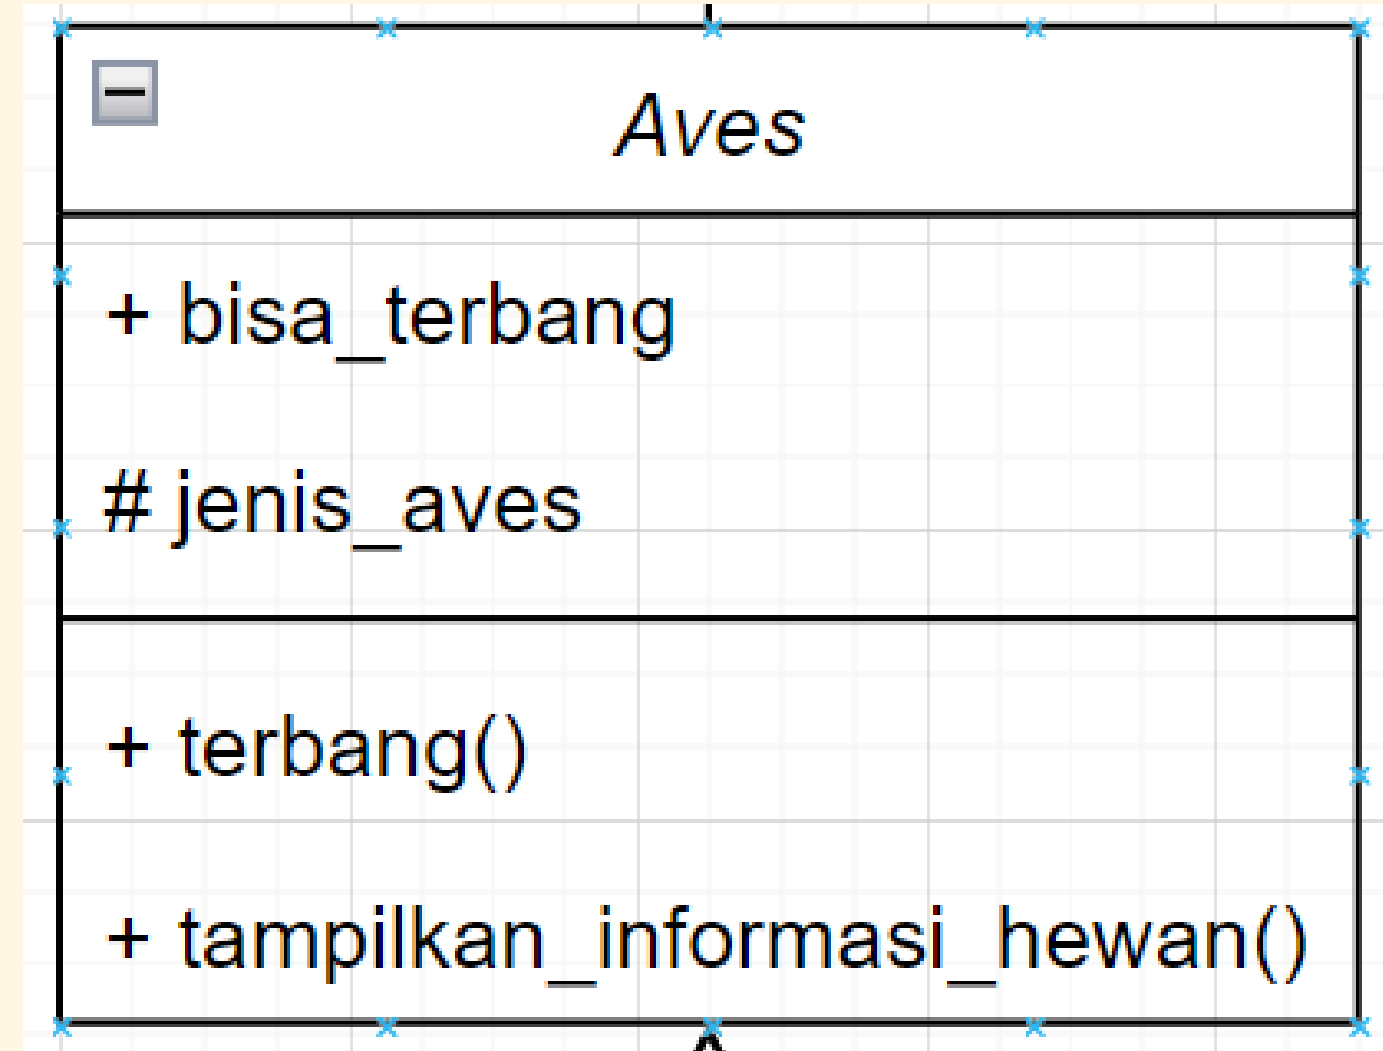 Aves
+ bisa_terbang
# jenis_aves
+ terbang()
+ tampilkan_informasi_hewan()